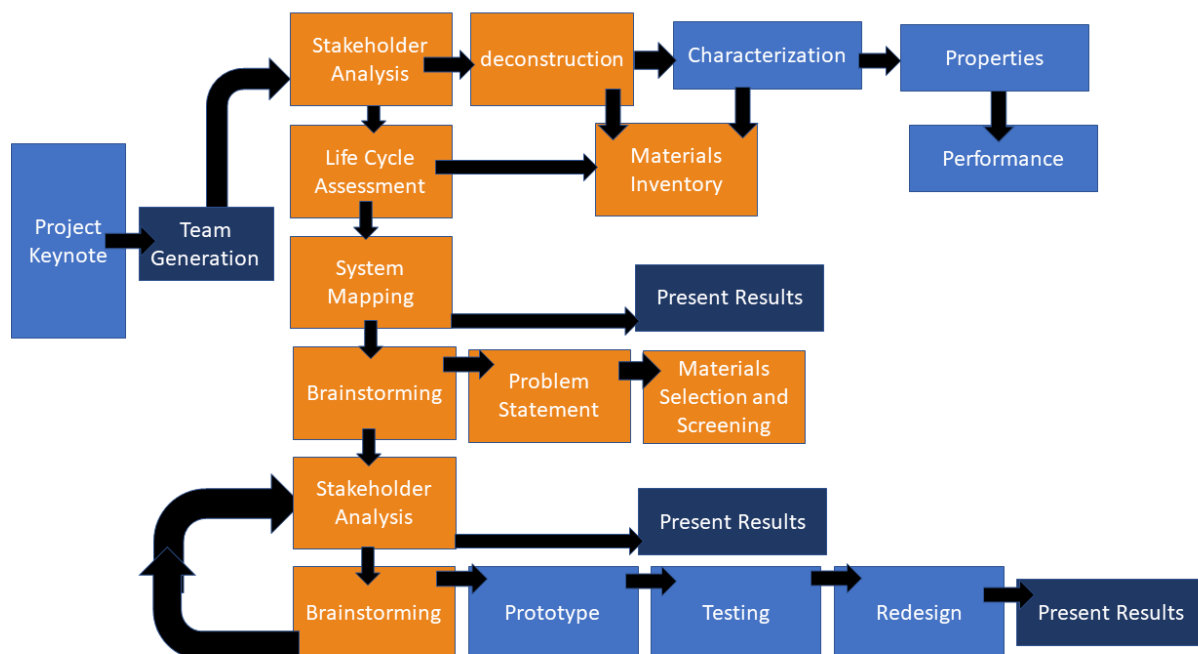 Stakeholder
Analysis
deconstruction
Characterization
Properties
Life Cycle
Assessment
Materials
Inventory
Performance
Project
Keynote
Team
Generation
System
Mapping
Present Results
Brainstorming
Problem
Statement
Materials
Selection and
Screening
Stakeholder
Analysis
Present Results
Brainstorming
Prototype
Testing
Redesign
Present Results